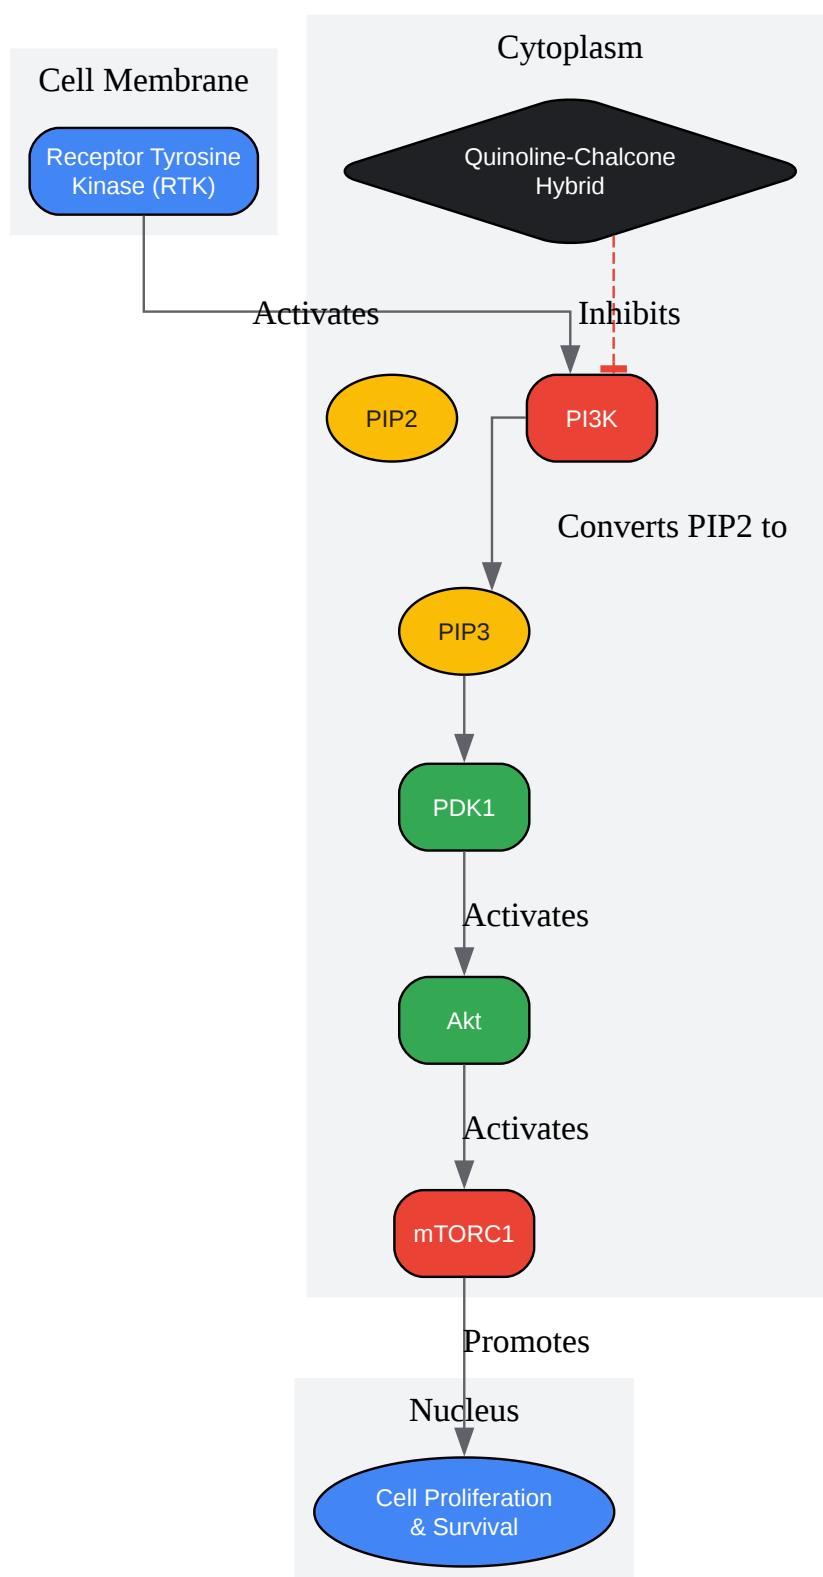 Cytoplasm
Cell Membrane
Receptor Tyrosine
Kinase (RTK)
Quinoline-Chalcone
Hybrid
Activates
Inhibits
PIP2
PI3K
Converts PIP2 to
PIP3
PDK1
Activates
Akt
Activates
mTORC1
Promotes
Nucleus
Cell Proliferation
& Survival